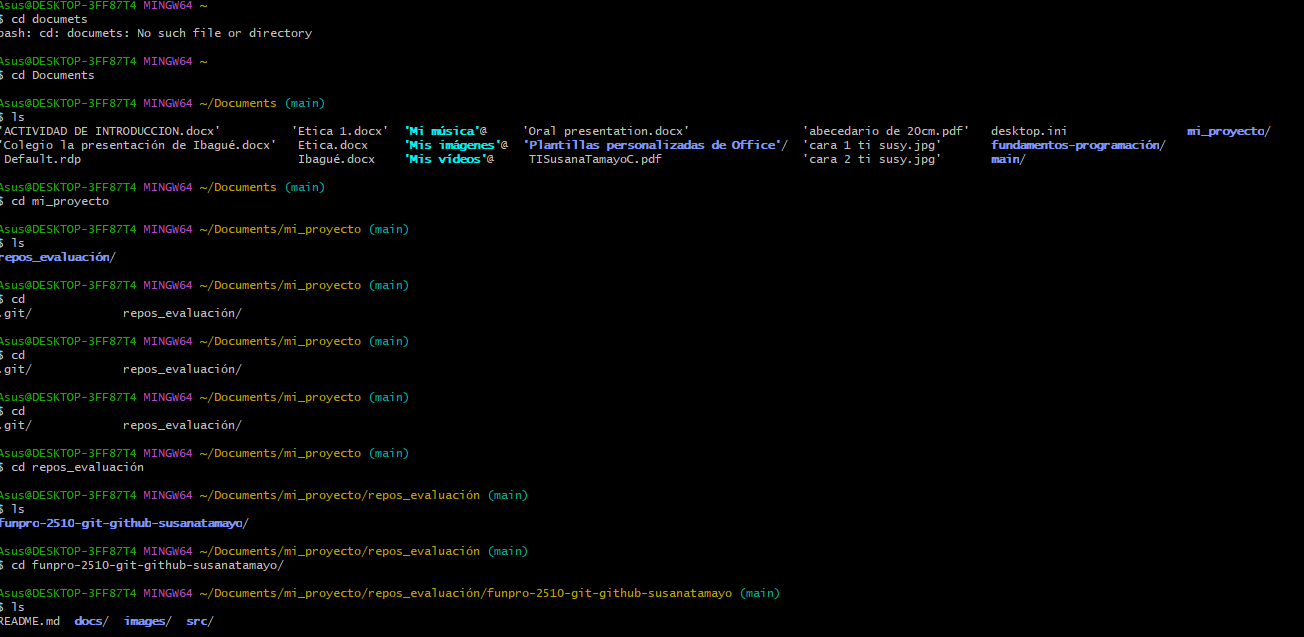 Asus@DESKTOP-3FF87T4 MINGW64 ~
$ cd documets
bash: cd: documets: No such file or directory
Asus@DESKTOP-3FF87T4 MINGW64 ~
$ cd Documents
Asus@DESKTOP-3FF87T4 MINGW64 ~/Documents (main)
$ ls
'ACTIVIDAD DE INTRODUCCION.docx' 'Etica 1.docx' 'Mi música'@ 'Oral presentation.docx' 'abecedario de 20cm.pdf' desktop.ini mi_proyecto/
'Colegio la presentación de Ibagué.docx' Etica.docx 'Mis imágenes'@ 'Plantillas personalizadas de Office'/ 'cara 1 ti susy.jpg' fundamentos-programación/
Default.rdp Ibagué.docx 'Mis vídeos'@ TISusanaTamayoC.pdf 'cara 2 ti susy.jpg' main/
Asus@DESKTOP-3FF87T4 MINGW64 ~/Documents (main)
$ cd mi_proyecto
Asus@DESKTOP-3FF87T4 MINGW64 ~/Documents/mi_proyecto (main)
$ ls
repos_evaluación/
Asus@DESKTOP-3FF87T4 MINGW64 ~/Documents/mi_proyecto (main)
$ cd
.git/ repos_evaluación/
Asus@DESKTOP-3FF87T4 MINGW64 ~/Documents/mi_proyecto (main)
$ cd
.git/ repos_evaluación/
Asus@DESKTOP-3FF87T4 MINGW64 ~/Documents/mi_proyecto (main)
$ cd
.git/ repos_evaluación/
Asus@DESKTOP-3FF87T4 MINGW64 ~/Documents/mi_proyecto (main)
$ cd repos_evaluación
Asus@DESKTOP-3FF87T4 MINGW64 ~/Documents/mi_proyecto/repos_evaluación (main)
$ ls
funpro-2510-git-github-susanatamayo/
Asus@DESKTOP-3FF87T4 MINGW64 ~/Documents/mi_proyecto/repos_evaluación (main)
$ cd funpro-2510-git-github-susanatamayo/
Asus@DESKTOP-3FF87T4 MINGW64 ~/Documents/mi_proyecto/repos_evaluación/funpro-2510-git-github-susanatamayo (main)
$ ls
README.md docs/ images/ src/